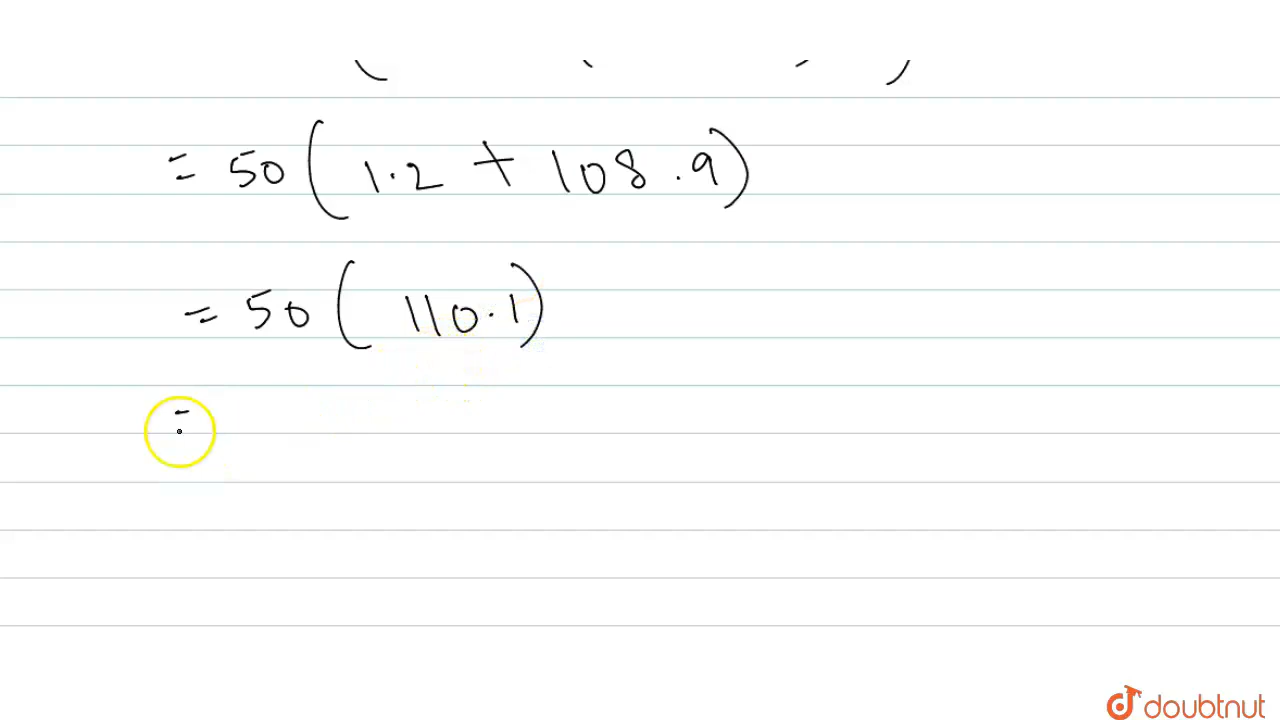 = 50 ( 1.2 + 108.9 )
= 50 ( 110.1 )
=
doubtnut